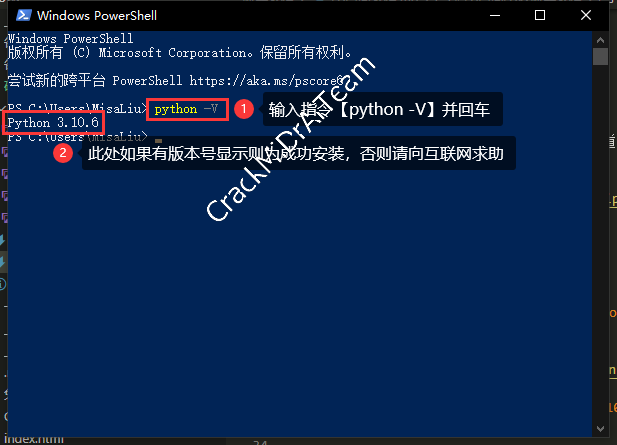 Windows PowerShell
Windows PowerShell
版权所有 (C) Microsoft Corporation。保留所有权利。
尝试新的跨平台 PowerShell https://aka.ms/pscore6
PS C:\Users\MisaLiu> python -V
1 输入指令【python -V】并回车
Python 3.10.6
PS C:\Users\MisaLiu>
2 此处如果有版本号显示则为成功安装，否则请向互联网求助
CrackMiDrATeam
index.html
34